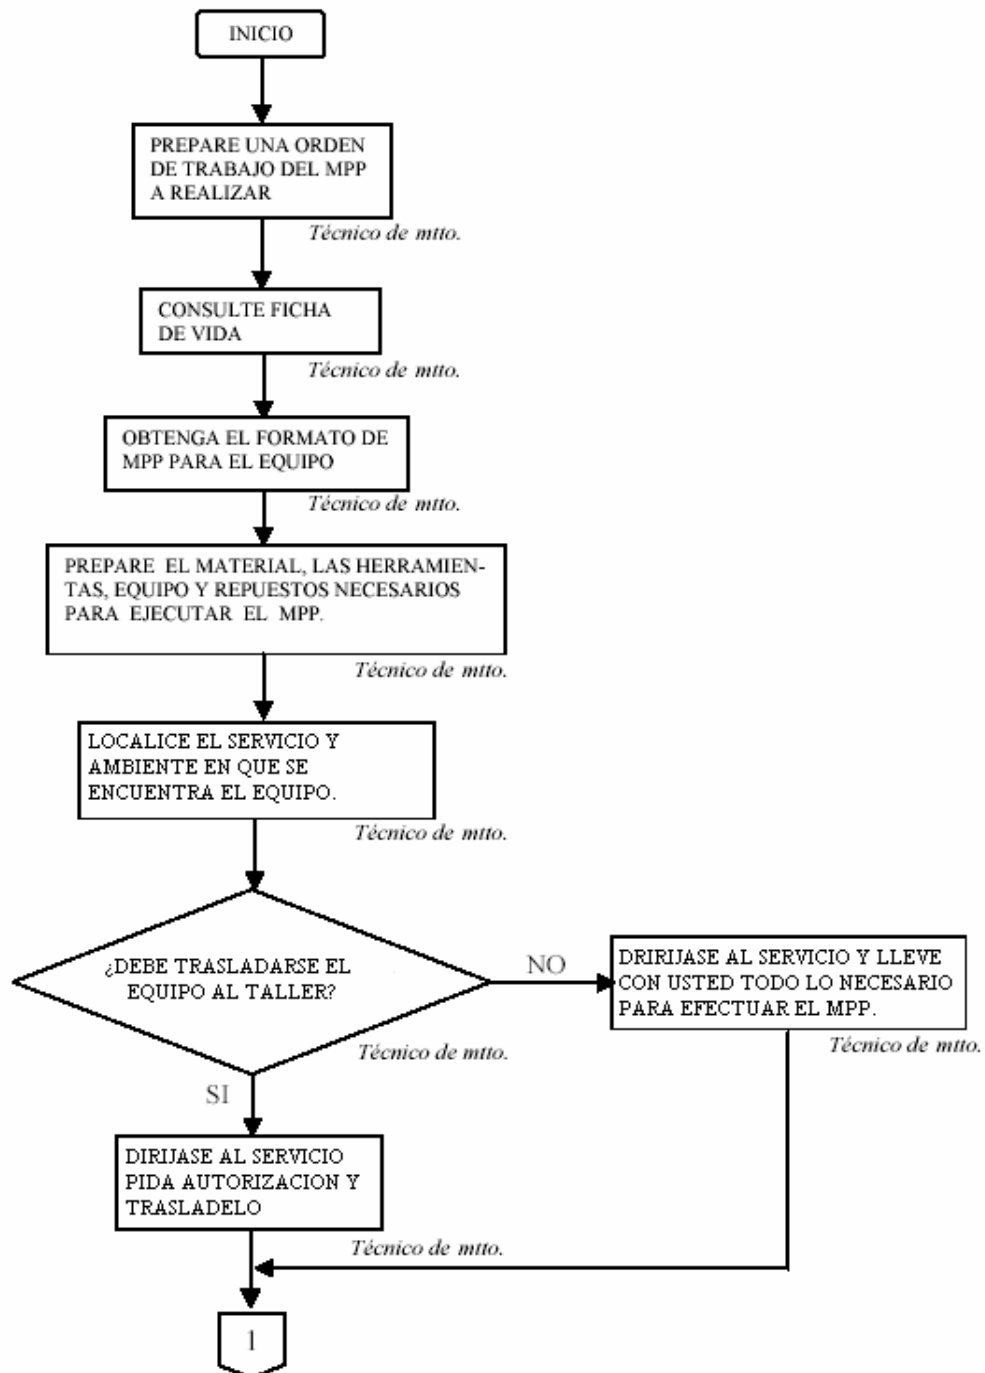 INICIO
PREPARE UNA ORDEN
DE TRABAJO DEL MPP
A REALIZAR
Técnico de mtto.
CONSULTE FICHA
DE VIDA
Técnico de mtto.
OBTENGA EL FORMATO DE
MPP PARA EL EQUIPO
Técnico de mtto.
PREPARE EL MATERIAL, LAS HERRAMIEN-
TAS, EQUIPO Y REPUESTOS NECESARIOS
PARA EJECUTAR EL MPP.
Técnico de mtto.
LOCALICE EL SERVICIO Y
AMBIENTE EN QUE SE
ENCUENTRA EL EQUIPO.
Técnico de mtto.
¿DEBE TRASLADARSE EL
EQUIPO AL TALLER?
Técnico de mtto.
NO
DRIRIJASE AL SERVICIO Y LLEVE
CON USTED TODO LO NECESARIO
PARA EFECTUAR EL MPP.
Técnico de mtto.
SI
DIRIJASE AL SERVICIO
PIDA AUTORIZACION Y
TRASLADELO
Técnico de mtto.
1